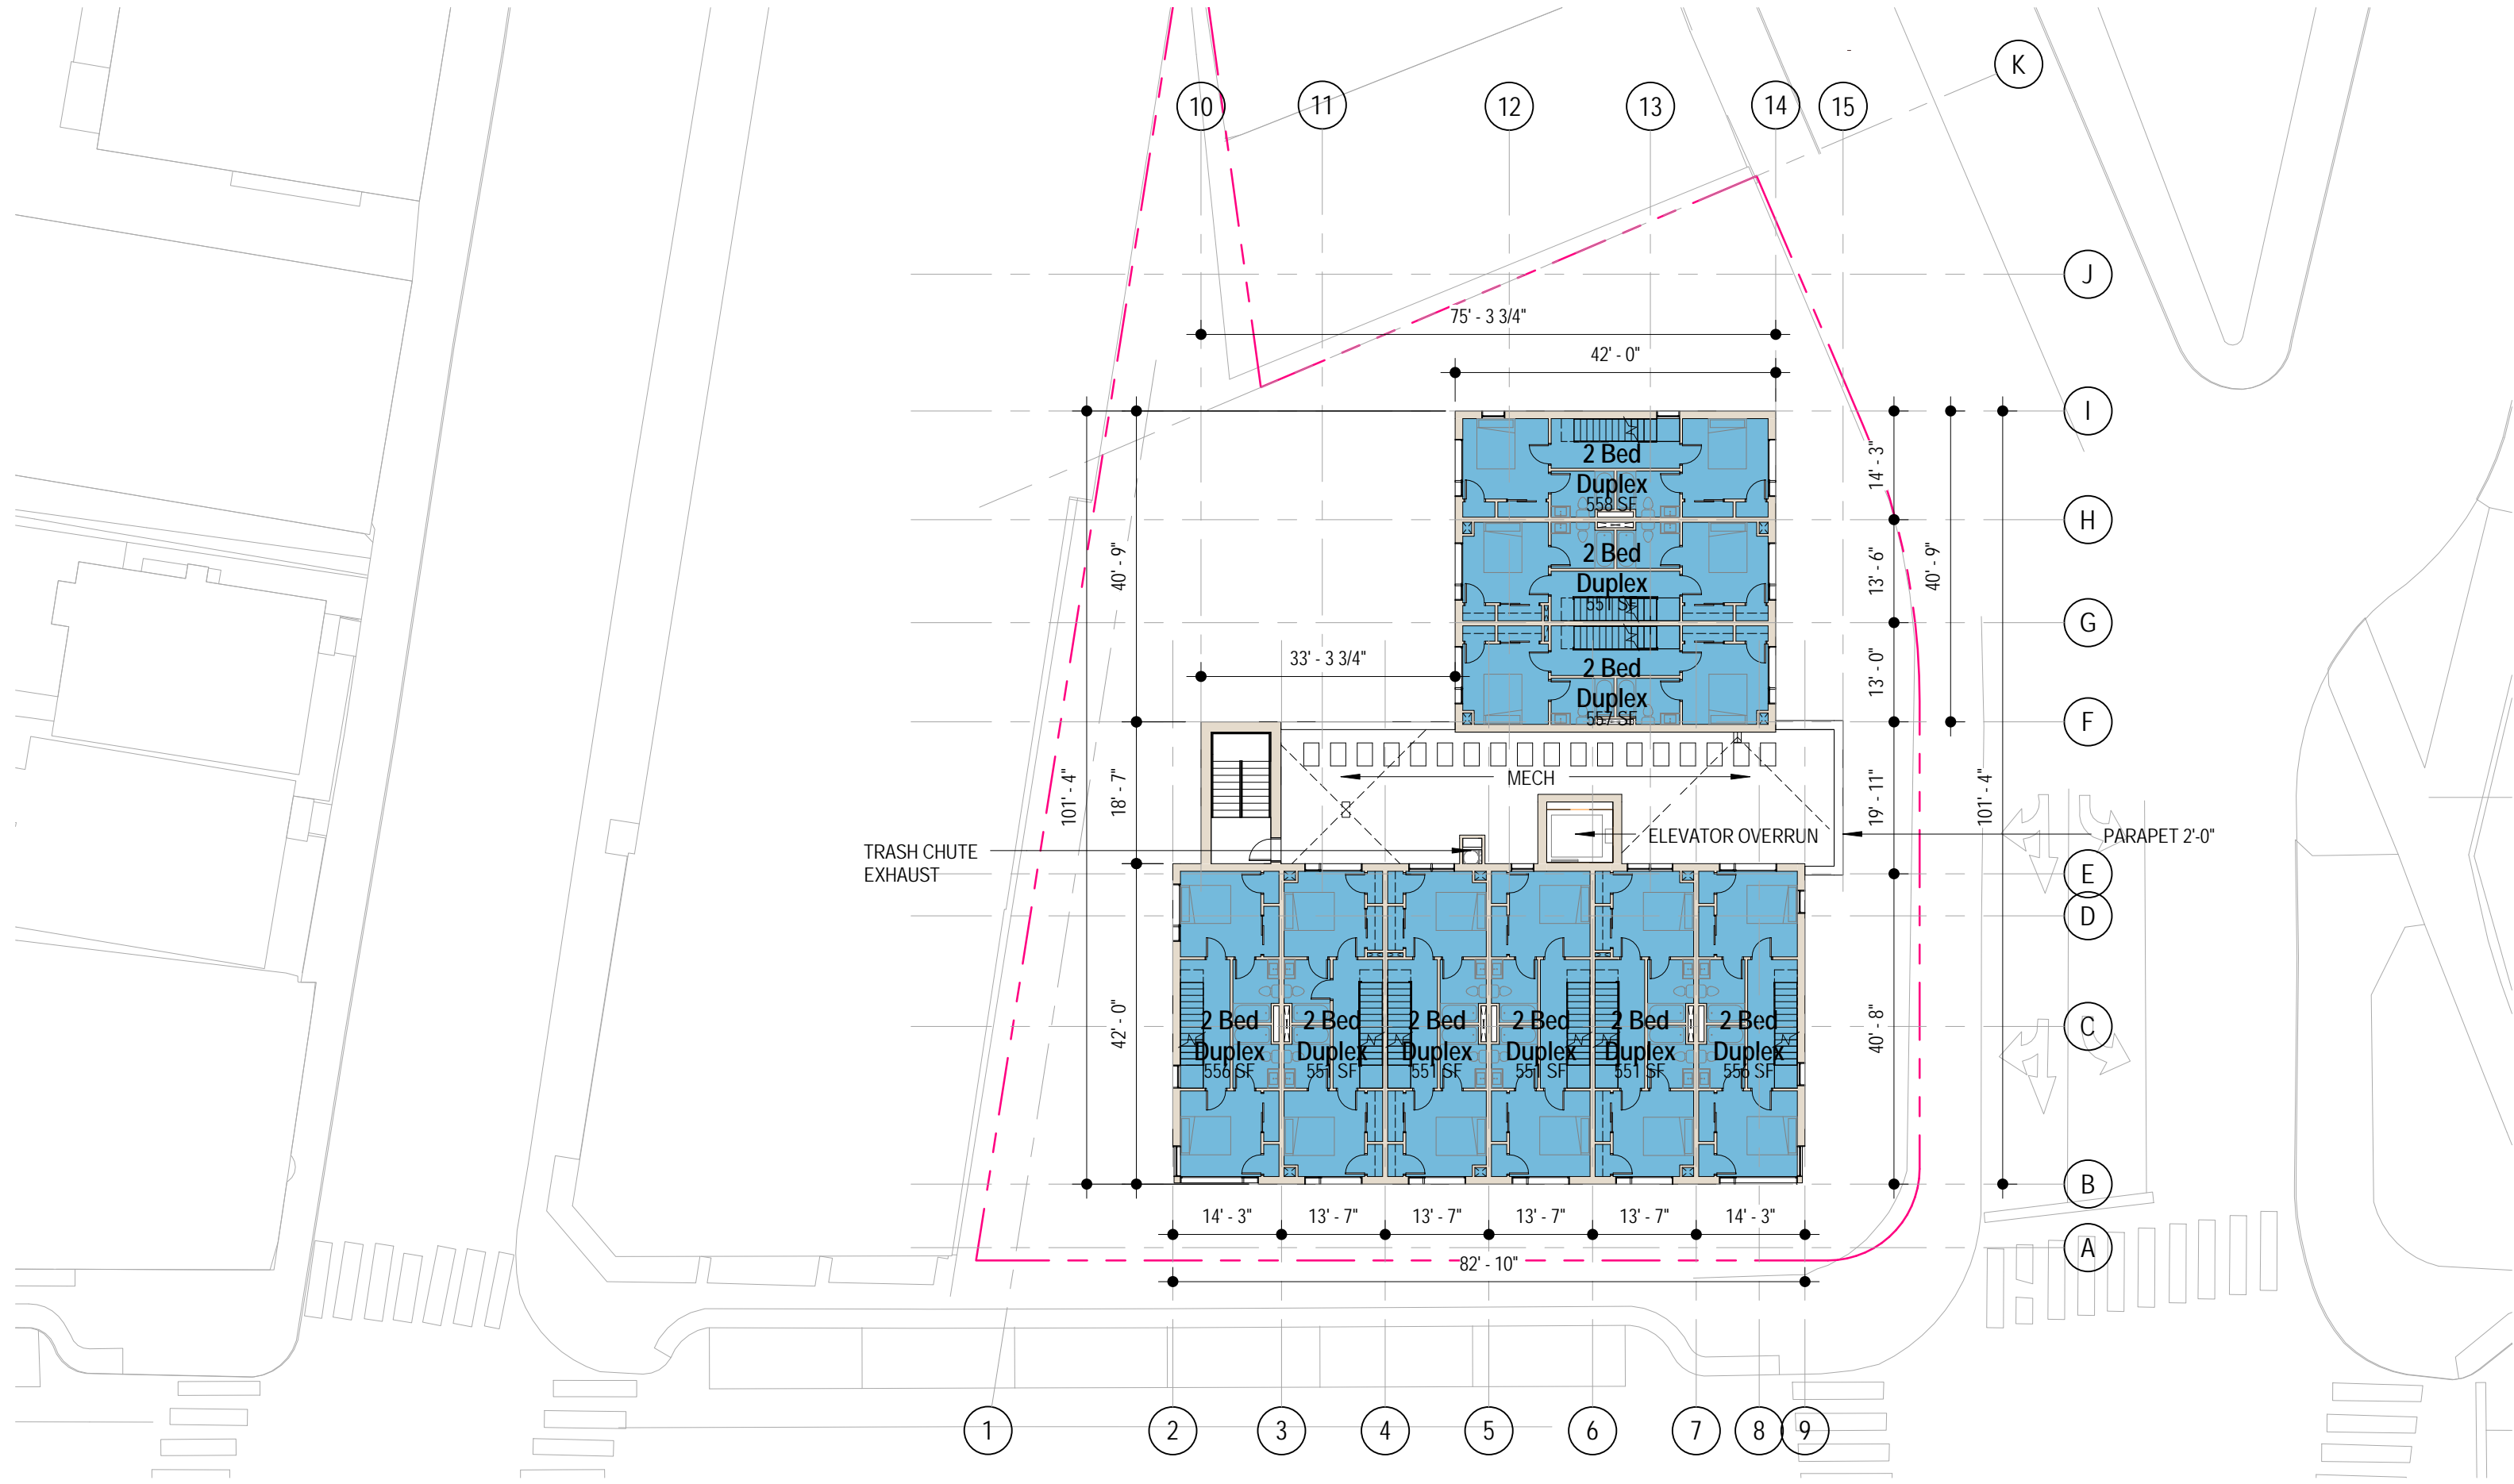 K
10
11
12
13
14
15
J
75' - 3 3/4"
42' - 0"
I
14' - 3"
2 Bed
Duplex
558 SF
H
40' - 9"
13' - 6"
40' - 9"
2 Bed
Duplex
551 SF
G
33' - 3 3/4"
13' - 0"
2 Bed
Duplex
557 SF
F
101' - 4"
18' - 7"
MECH
19' - 11"
101' - 4"
ELEVATOR OVERRUN
PARAPET 2'-0"
TRASH CHUTE
EXHAUST
E
D
42' - 0"
2 Bed
Duplex
556 SF
2 Bed
Duplex
551 SF
2 Bed
Duplex
551 SF
2 Bed
Duplex
551 SF
2 Bed
Duplex
551 SF
2 Bed
Duplex
556 SF
40' - 8"
C
B
14' - 3"
13' - 7"
13' - 7"
13' - 7"
13' - 7"
14' - 3"
A
82' - 10"
1
2
3
4
5
6
7
8
9